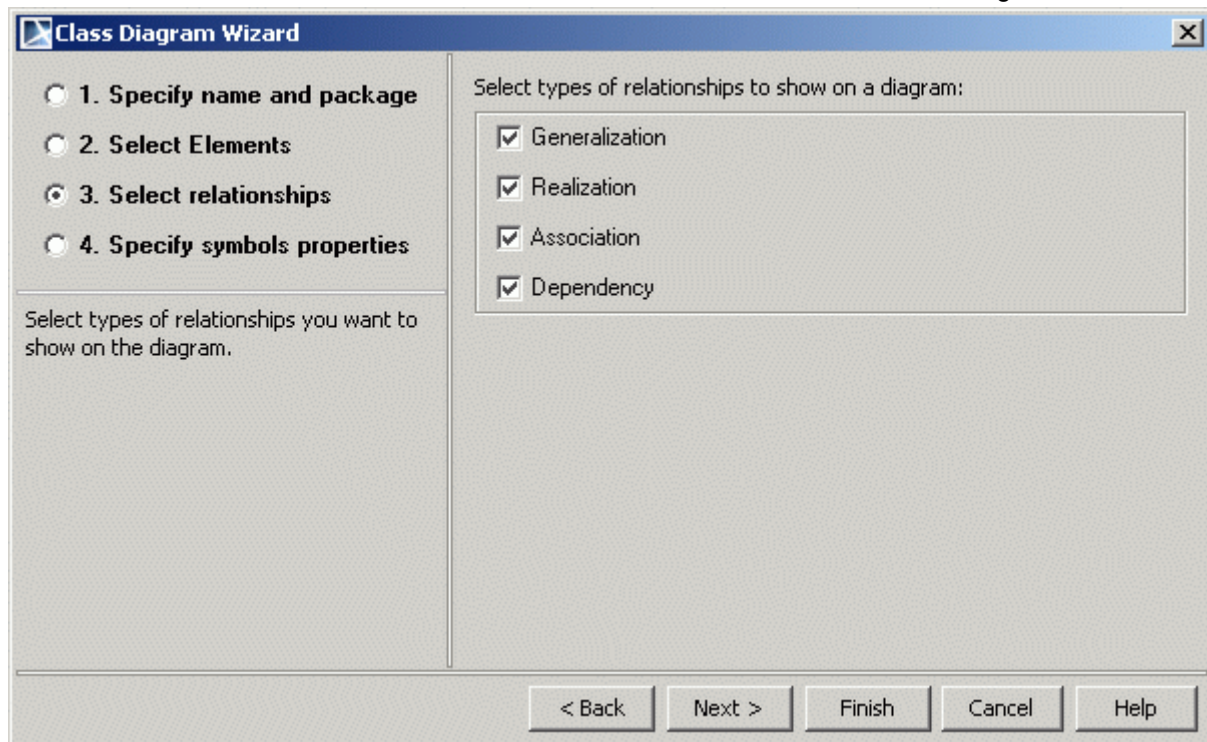 Class Diagram Wizard
1. Specify name and package
2. Select Elements
3. Select relationships
4. Specify symbols properties
Select types of relationships you want to
show on the diagram.
Select types of relationships to show on a diagram:
Generalization
Realization
Association
Dependency
< Back
Next >
Finish
Cancel
Help